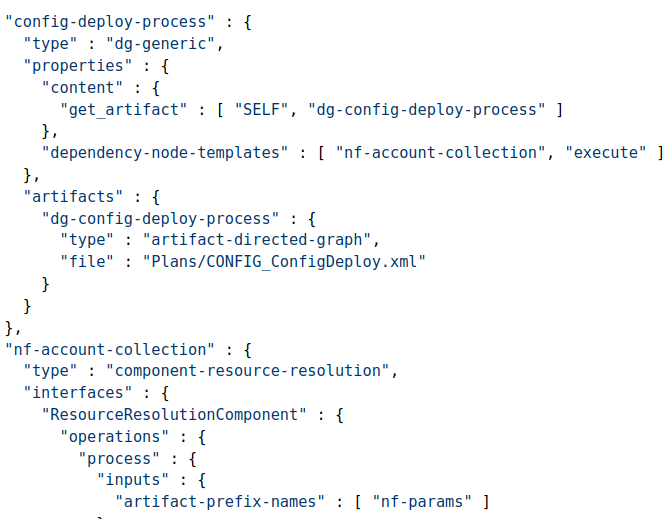 "config-deploy-process" : {
  "type" : "dg-generic",
  "properties" : {
    "content" : {
      "get_artifact" : [ "SELF", "dg-config-deploy-process" ]
    },
    "dependency-node-templates" : [ "nf-account-collection", "execute" ]
  },
  "artifacts" : {
    "dg-config-deploy-process" : {
      "type" : "artifact-directed-graph",
      "file" : "Plans/CONFIG_ConfigDeploy.xml"
    }
  }
},
"nf-account-collection" : {
  "type" : "component-resource-resolution",
  "interfaces" : {
    "ResourceResolutionComponent" : {
      "operations" : {
        "process" : {
          "inputs" : {
            "artifact-prefix-names" : [ "nf-params" ]
          }